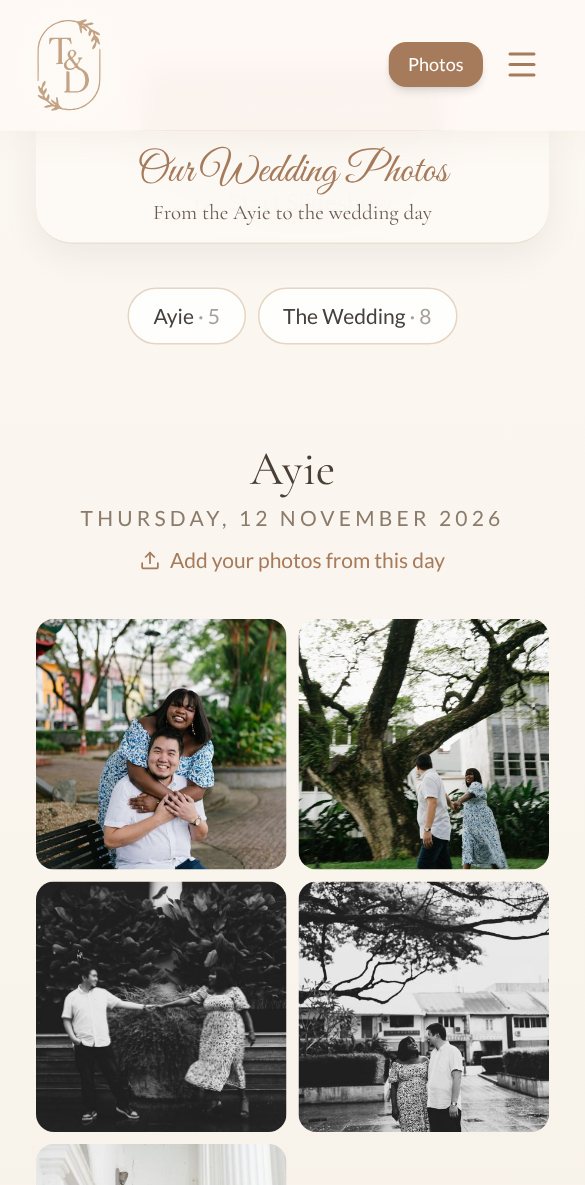 T&D
Photos
Our Wedding Photos
From the Ayie to the wedding day
Ayie · 5
The Wedding · 8
Ayie
THURSDAY, 12 NOVEMBER 2026
Add your photos from this day